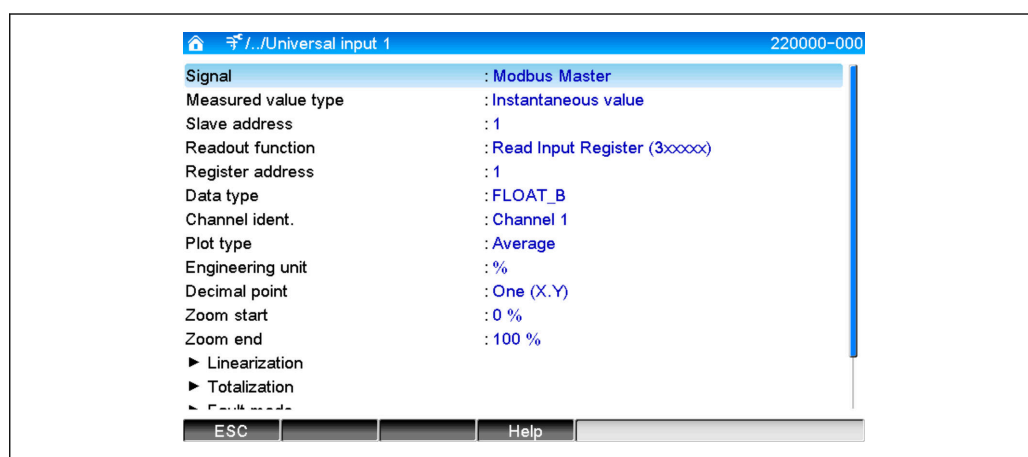 /../Universal input 1 220000-000
Signal : Modbus Master
Measured value type : Instantaneous value
Slave address : 1
Readout function : Read Input Register (3xxxxx)
Register address : 1
Data type : FLOAT_B
Channel ident. : Channel 1
Plot type : Average
Engineering unit : %
Decimal point : One (X.Y)
Zoom start : 0 %
Zoom end : 100 %
► Linearization
► Totalization
► Fault mode
ESC Help